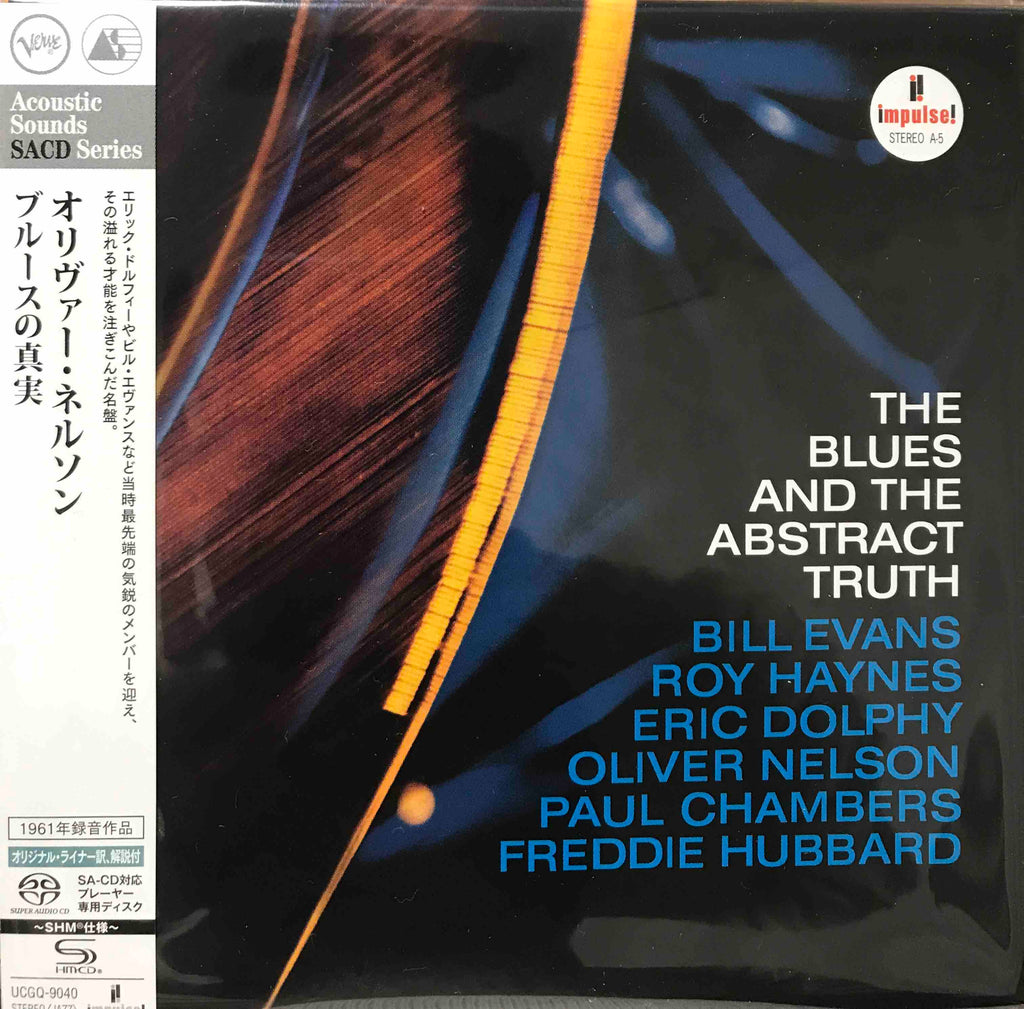 Verve
AS
Acoustic
Sounds
SACD Series
オリヴァー・ネルソン
ブルースの真実
エリック・ドルフィーやビル・エヴァンスなど当時最先端の気鋭のメンバーを迎え、
その溢れる才能を注ぎこんだ名盤。
1961年録音作品
オリジナル・ライナー訳、解説付
SUPER AUDIO CD
SA-CD対応
プレーヤー
専用ディスク
～SHM®仕様～
HMCD®
UCGQ-9040
STEREO/(JAZZ)
impulse!
impulse!
STEREO A-5
THE
BLUES
AND THE
ABSTRACT
TRUTH
BILL EVANS
ROY HAYNES
ERIC DOLPHY
OLIVER NELSON
PAUL CHAMBERS
FREDDIE HUBBARD